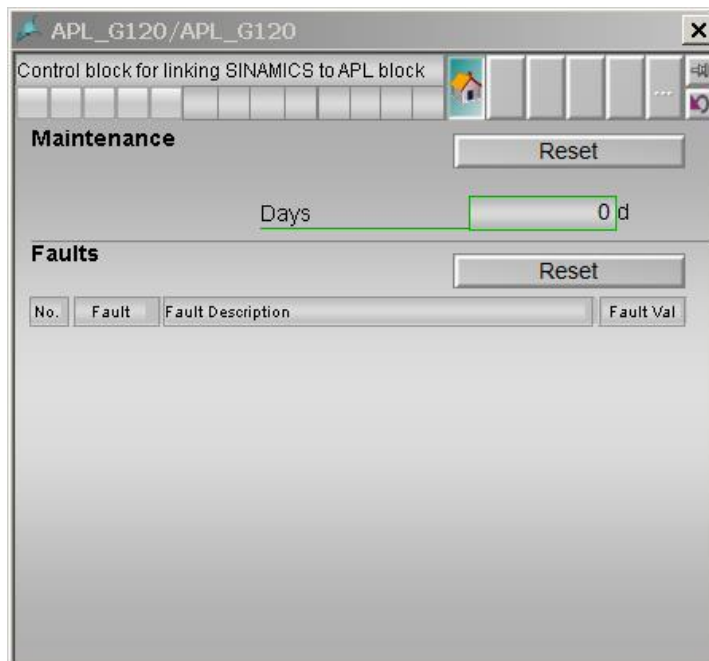 APL_G120/APL_G120
Control block for linking SINAMICS to APL block
...
Maintenance
Reset
Days 0 d
Faults
Reset
No. Fault Fault Description Fault Val